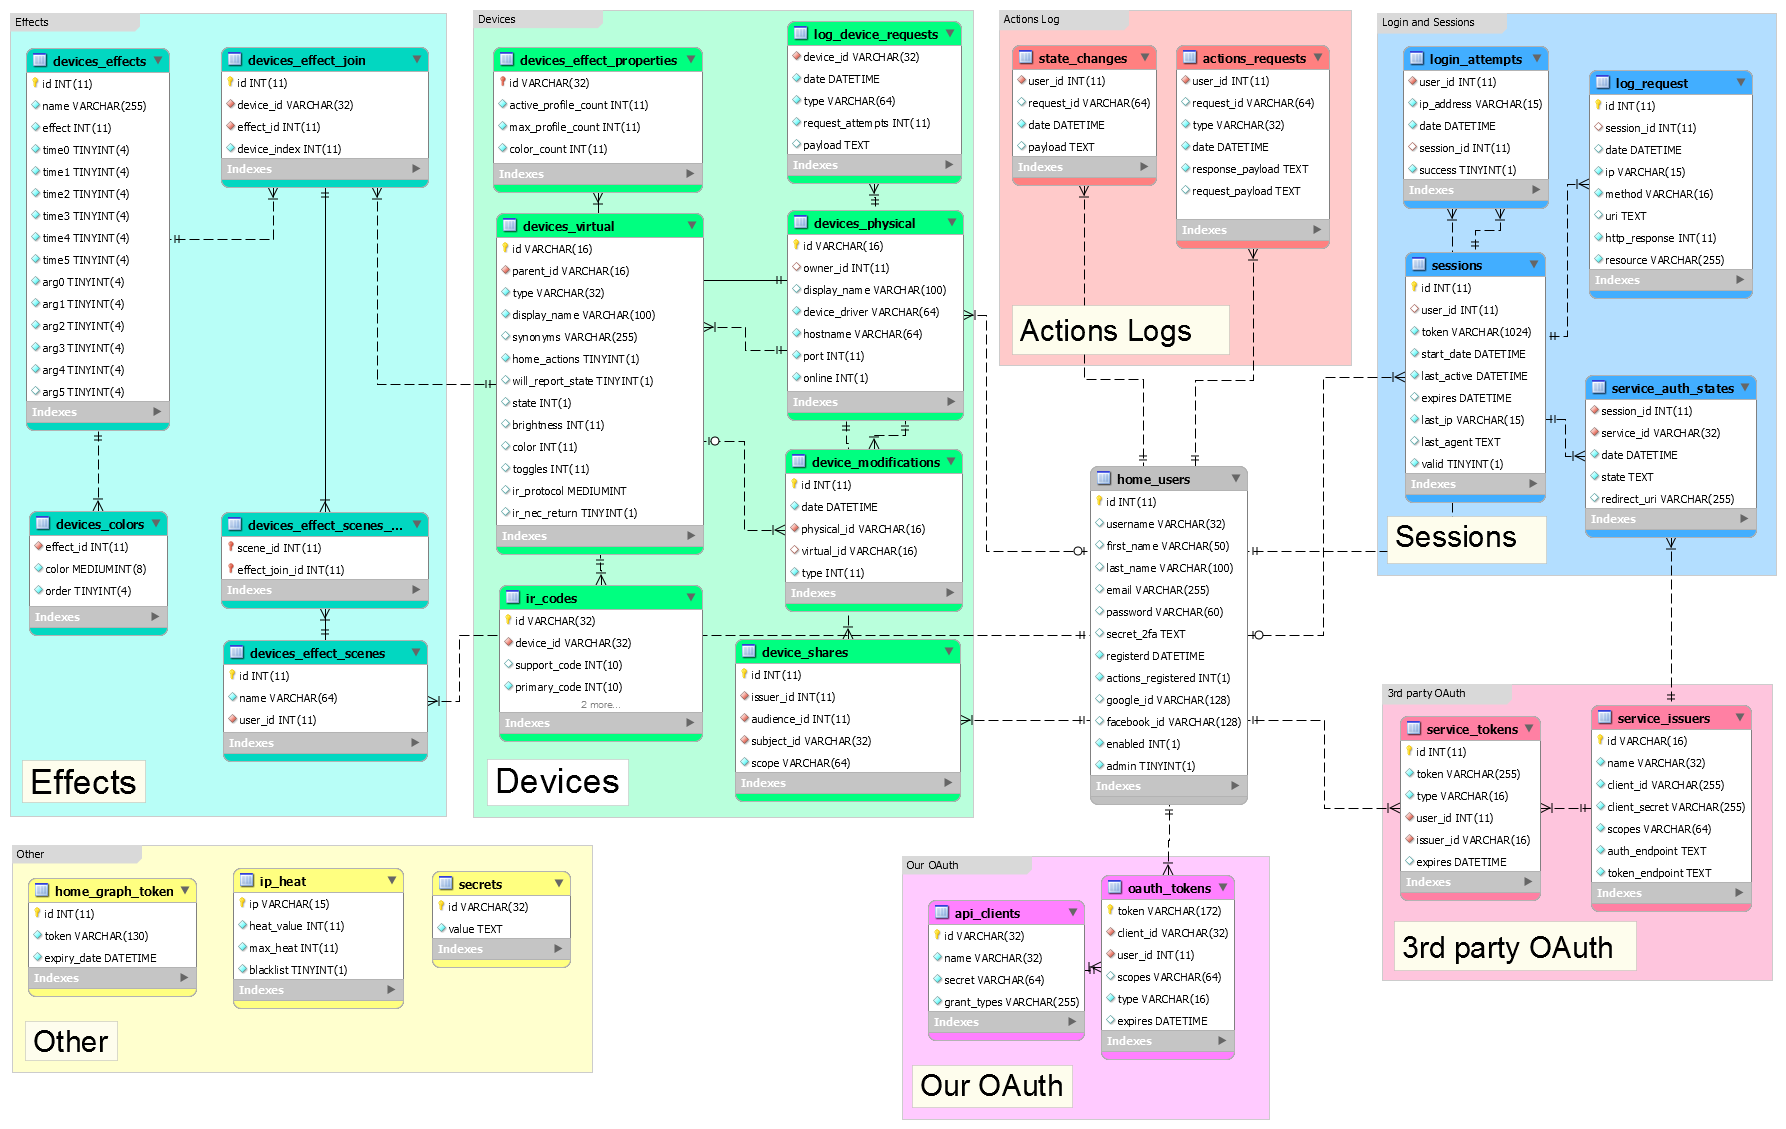 Effects
devices_effects
id INT(11)
name VARCHAR(255)
effect INT(11)
time0 TINYINT(4)
time1 TINYINT(4)
time2 TINYINT(4)
time3 TINYINT(4)
time4 TINYINT(4)
time5 TINYINT(4)
arg0 TINYINT(4)
arg1 TINYINT(4)
arg2 TINYINT(4)
arg3 TINYINT(4)
arg4 TINYINT(4)
arg5 TINYINT(4)
Indexes
devices_effect_join
id INT(11)
device_id VARCHAR(32)
effect_id INT(11)
device_index INT(11)
Indexes
devices_colors
effect_id INT(11)
color MEDIUMINT(8)
order TINYINT(4)
Indexes
devices_effect_scenes_...
scene_id INT(11)
effect_join_id INT(11)
Indexes
devices_effect_scenes
id INT(11)
name VARCHAR(64)
user_id INT(11)
Indexes
Effects
Devices
devices_effect_properties
id VARCHAR(32)
active_profile_count INT(11)
max_profile_count INT(11)
color_count INT(11)
Indexes
log_device_requests
device_id VARCHAR(32)
date DATETIME
type VARCHAR(64)
request_attempts INT(11)
payload TEXT
Indexes
devices_virtual
id VARCHAR(16)
parent_id VARCHAR(16)
type VARCHAR(32)
display_name VARCHAR(100)
synonyms VARCHAR(255)
home_actions TINYINT(1)
will_report_state TINYINT(1)
state INT(1)
brightness INT(11)
color INT(11)
toggles INT(11)
ir_protocol MEDIUMINT
ir_nec_return TINYINT(1)
Indexes
devices_physical
id VARCHAR(16)
owner_id INT(11)
display_name VARCHAR(100)
device_driver VARCHAR(64)
hostname VARCHAR(64)
port INT(11)
online INT(1)
Indexes
device_modifications
id INT(11)
date DATETIME
physical_id VARCHAR(16)
virtual_id VARCHAR(16)
type INT(11)
Indexes
ir_codes
id VARCHAR(32)
device_id VARCHAR(32)
support_code INT(10)
primary_code INT(10)
2 more...
Indexes
device_shares
id INT(11)
issuer_id INT(11)
audience_id INT(11)
subject_id VARCHAR(32)
scope VARCHAR(64)
Indexes
Devices
Actions Log
state_changes
user_id INT(11)
request_id VARCHAR(64)
date DATETIME
payload TEXT
Indexes
actions_requests
user_id INT(11)
request_id VARCHAR(64)
type VARCHAR(32)
date DATETIME
response_payload TEXT
request_payload TEXT
Indexes
Actions Logs
home_users
id INT(11)
username VARCHAR(32)
first_name VARCHAR(50)
last_name VARCHAR(100)
email VARCHAR(255)
password VARCHAR(60)
secret_2fa TEXT
registerd DATETIME
actions_registered INT(1)
google_id VARCHAR(128)
facebook_id VARCHAR(128)
enabled INT(1)
admin TINYINT(1)
Indexes
Login and Sessions
login_attempts
user_id INT(11)
ip_address VARCHAR(15)
date DATETIME
session_id INT(11)
success TINYINT(1)
Indexes
log_request
id INT(11)
session_id INT(11)
date DATETIME
ip VARCHAR(15)
method VARCHAR(16)
uri TEXT
http_response INT(11)
resource VARCHAR(255)
Indexes
sessions
id INT(11)
user_id INT(11)
token VARCHAR(1024)
start_date DATETIME
last_active DATETIME
expires DATETIME
last_ip VARCHAR(15)
last_agent TEXT
valid TINYINT(1)
Indexes
service_auth_states
session_id INT(11)
service_id VARCHAR(32)
date DATETIME
state TEXT
redirect_uri VARCHAR(255)
Indexes
Sessions
3rd party OAuth
service_tokens
id INT(11)
token VARCHAR(255)
type VARCHAR(16)
user_id INT(11)
issuer_id VARCHAR(16)
expires DATETIME
Indexes
service_issuers
id VARCHAR(16)
name VARCHAR(32)
client_id VARCHAR(255)
client_secret VARCHAR(255)
scopes VARCHAR(64)
auth_endpoint TEXT
token_endpoint TEXT
Indexes
3rd party OAuth
Other
home_graph_token
id INT(11)
token VARCHAR(130)
expiry_date DATETIME
Indexes
ip_heat
ip VARCHAR(15)
heat_value INT(11)
max_heat INT(11)
blacklist TINYINT(1)
Indexes
secrets
id VARCHAR(32)
value TEXT
Indexes
Other
Our OAuth
api_clients
id VARCHAR(32)
name VARCHAR(32)
secret VARCHAR(64)
grant_types VARCHAR(255)
Indexes
oauth_tokens
token VARCHAR(172)
client_id VARCHAR(32)
user_id INT(11)
scopes VARCHAR(64)
type VARCHAR(16)
expires DATETIME
Indexes
Our OAuth